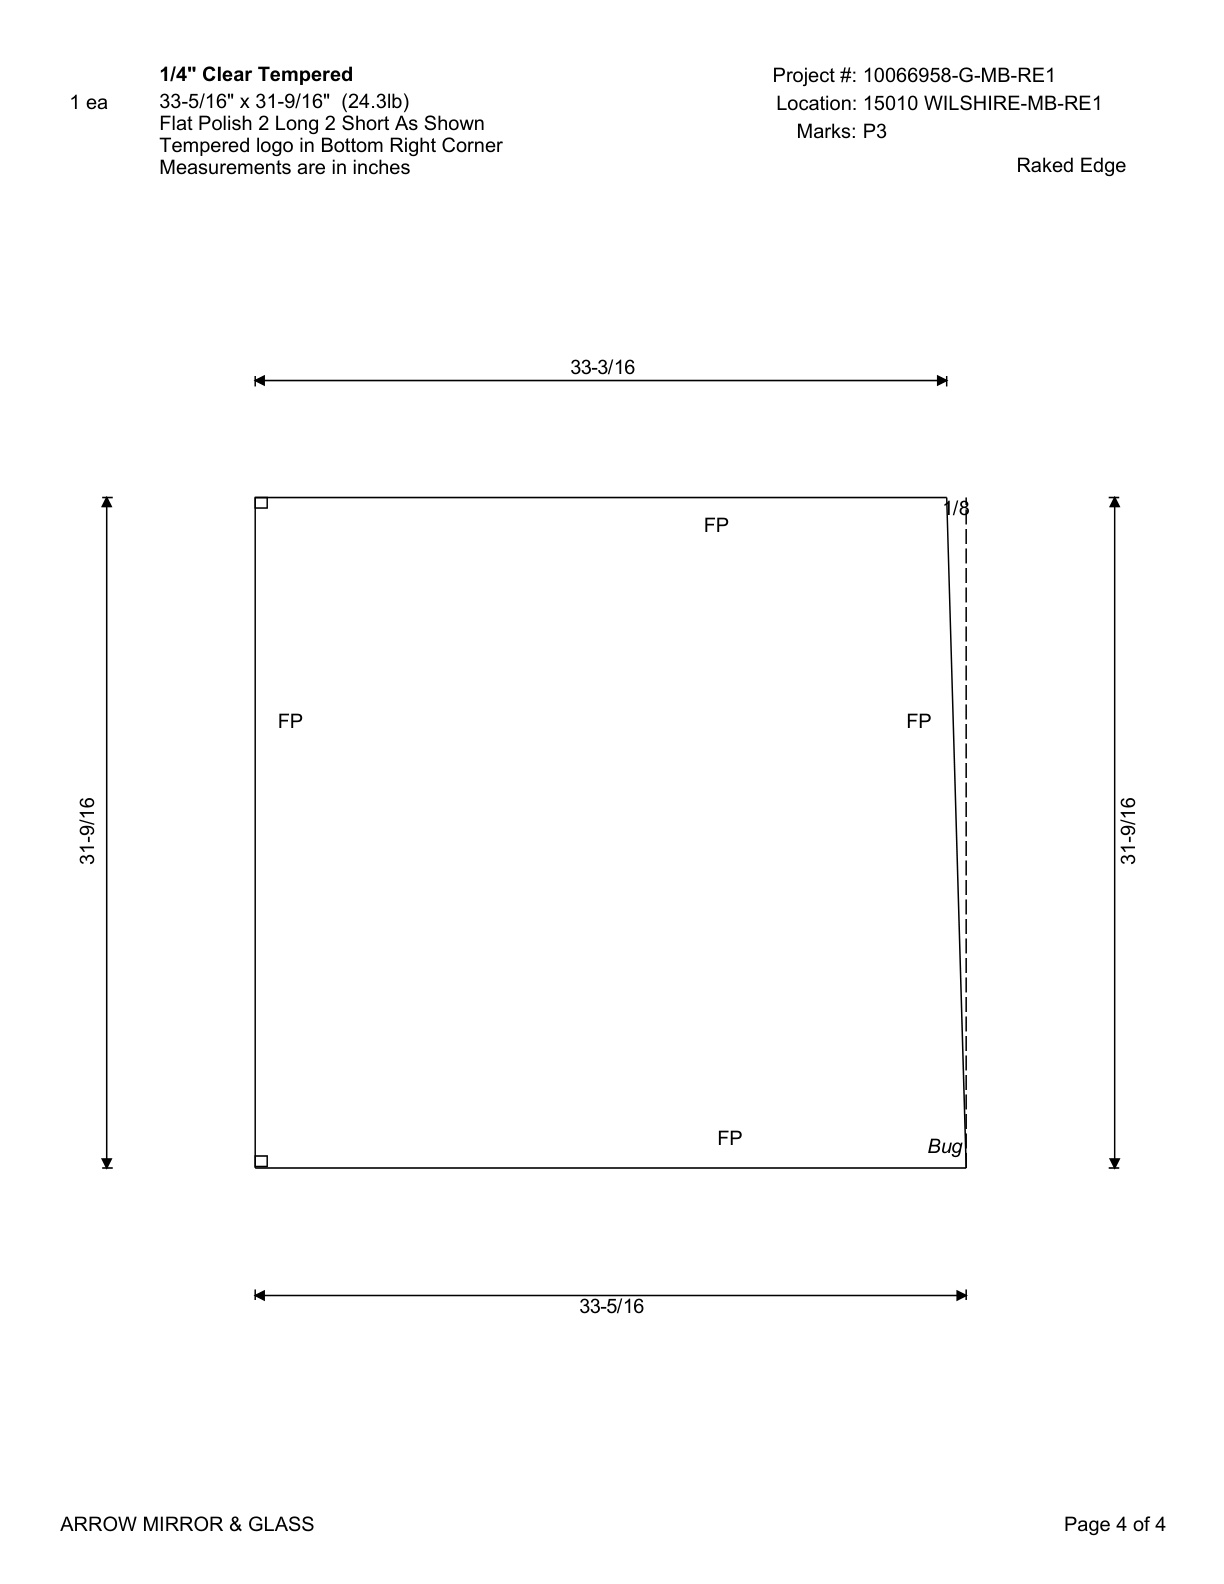 1/4" Clear Tempered
1 ea
33-5/16" x 31-9/16" (24.3lb)
Flat Polish 2 Long 2 Short As Shown
Tempered logo in Bottom Right Corner
Measurements are in inches
Project #: 10066958-G-MB-RE1
Location: 15010 WILSHIRE-MB-RE1
Marks: P3
Raked Edge
33-3/16
1/8
FP
FP
FP
31-9/16
31-9/16
FP
Bug
33-5/16
ARROW MIRROR & GLASS
Page 4 of 4